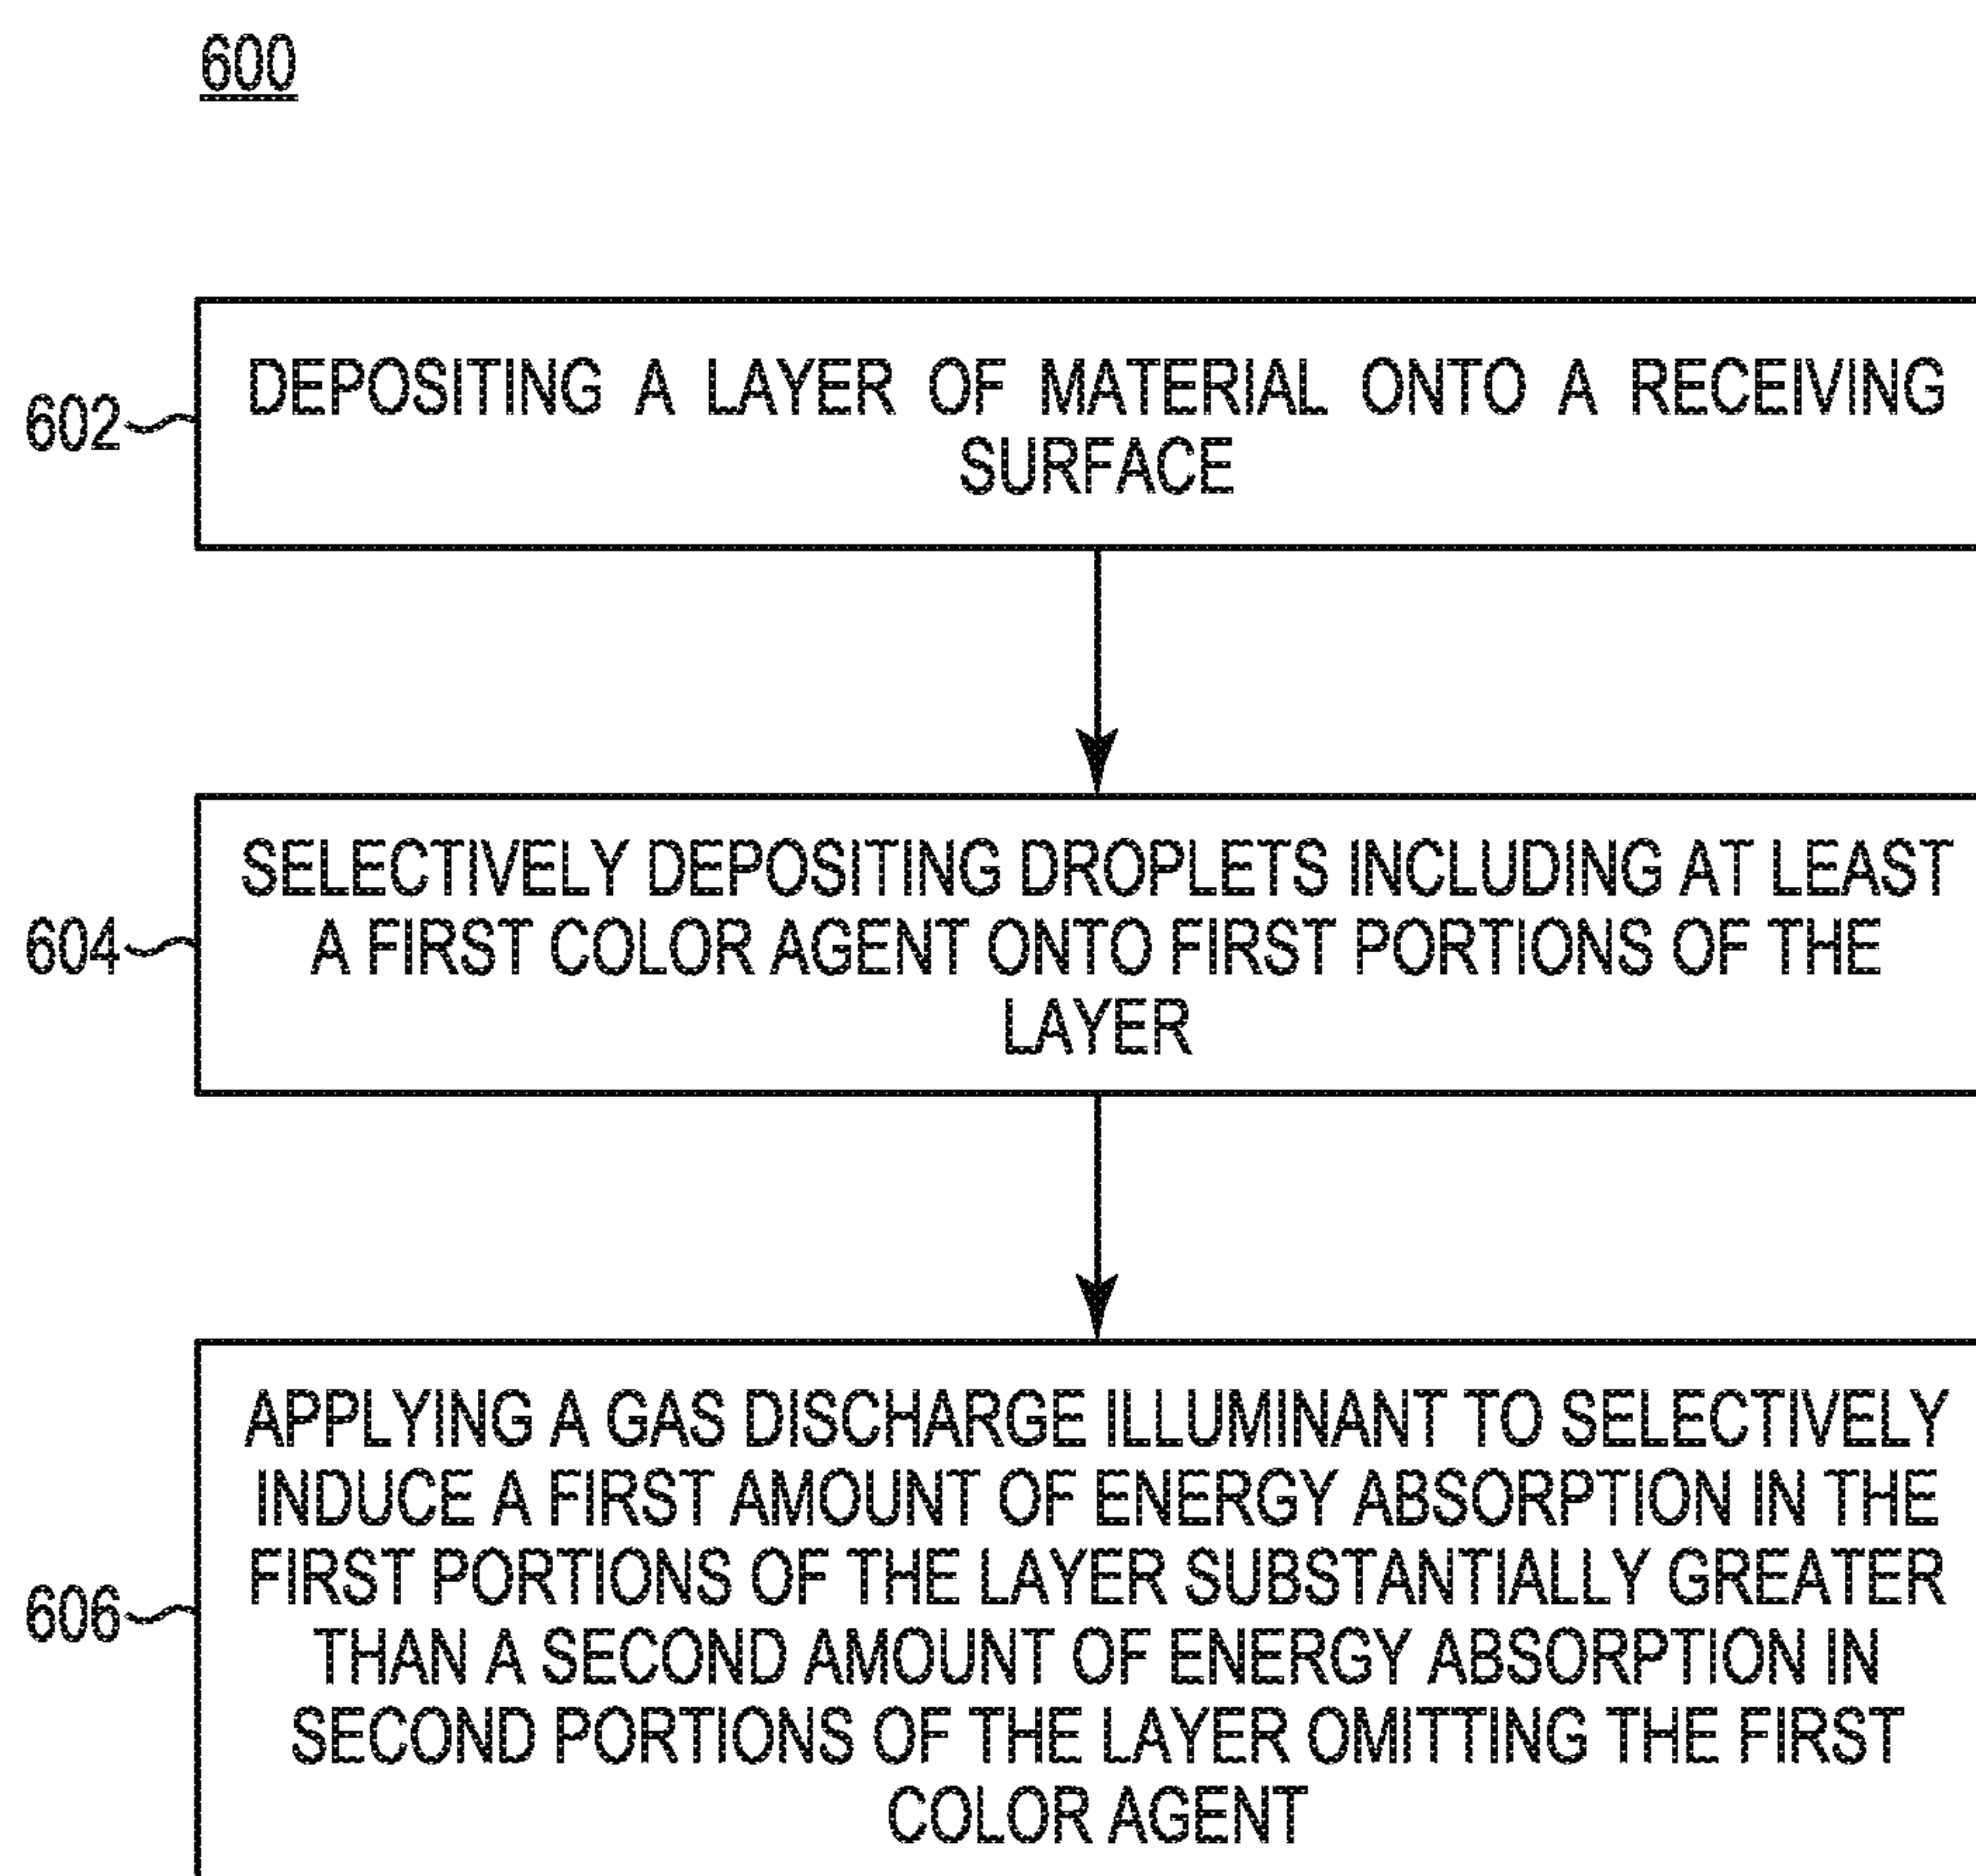 600
602
DEPOSITING A LAYER OF MATERIAL ONTO A RECEIVING
SURFACE
604
SELECTIVELY DEPOSITING DROPLETS INCLUDING AT LEAST
A FIRST COLOR AGENT ONTO FIRST PORTIONS OF THE
LAYER
606
APPLYING A GAS DISCHARGE ILLUMINANT TO SELECTIVELY
INDUCE A FIRST AMOUNT OF ENERGY ABSORPTION IN THE
FIRST PORTIONS OF THE LAYER SUBSTANTIALLY GREATER
THAN A SECOND AMOUNT OF ENERGY ABSORPTION IN
SECOND PORTIONS OF THE LAYER OMITTING THE FIRST
COLOR AGENT